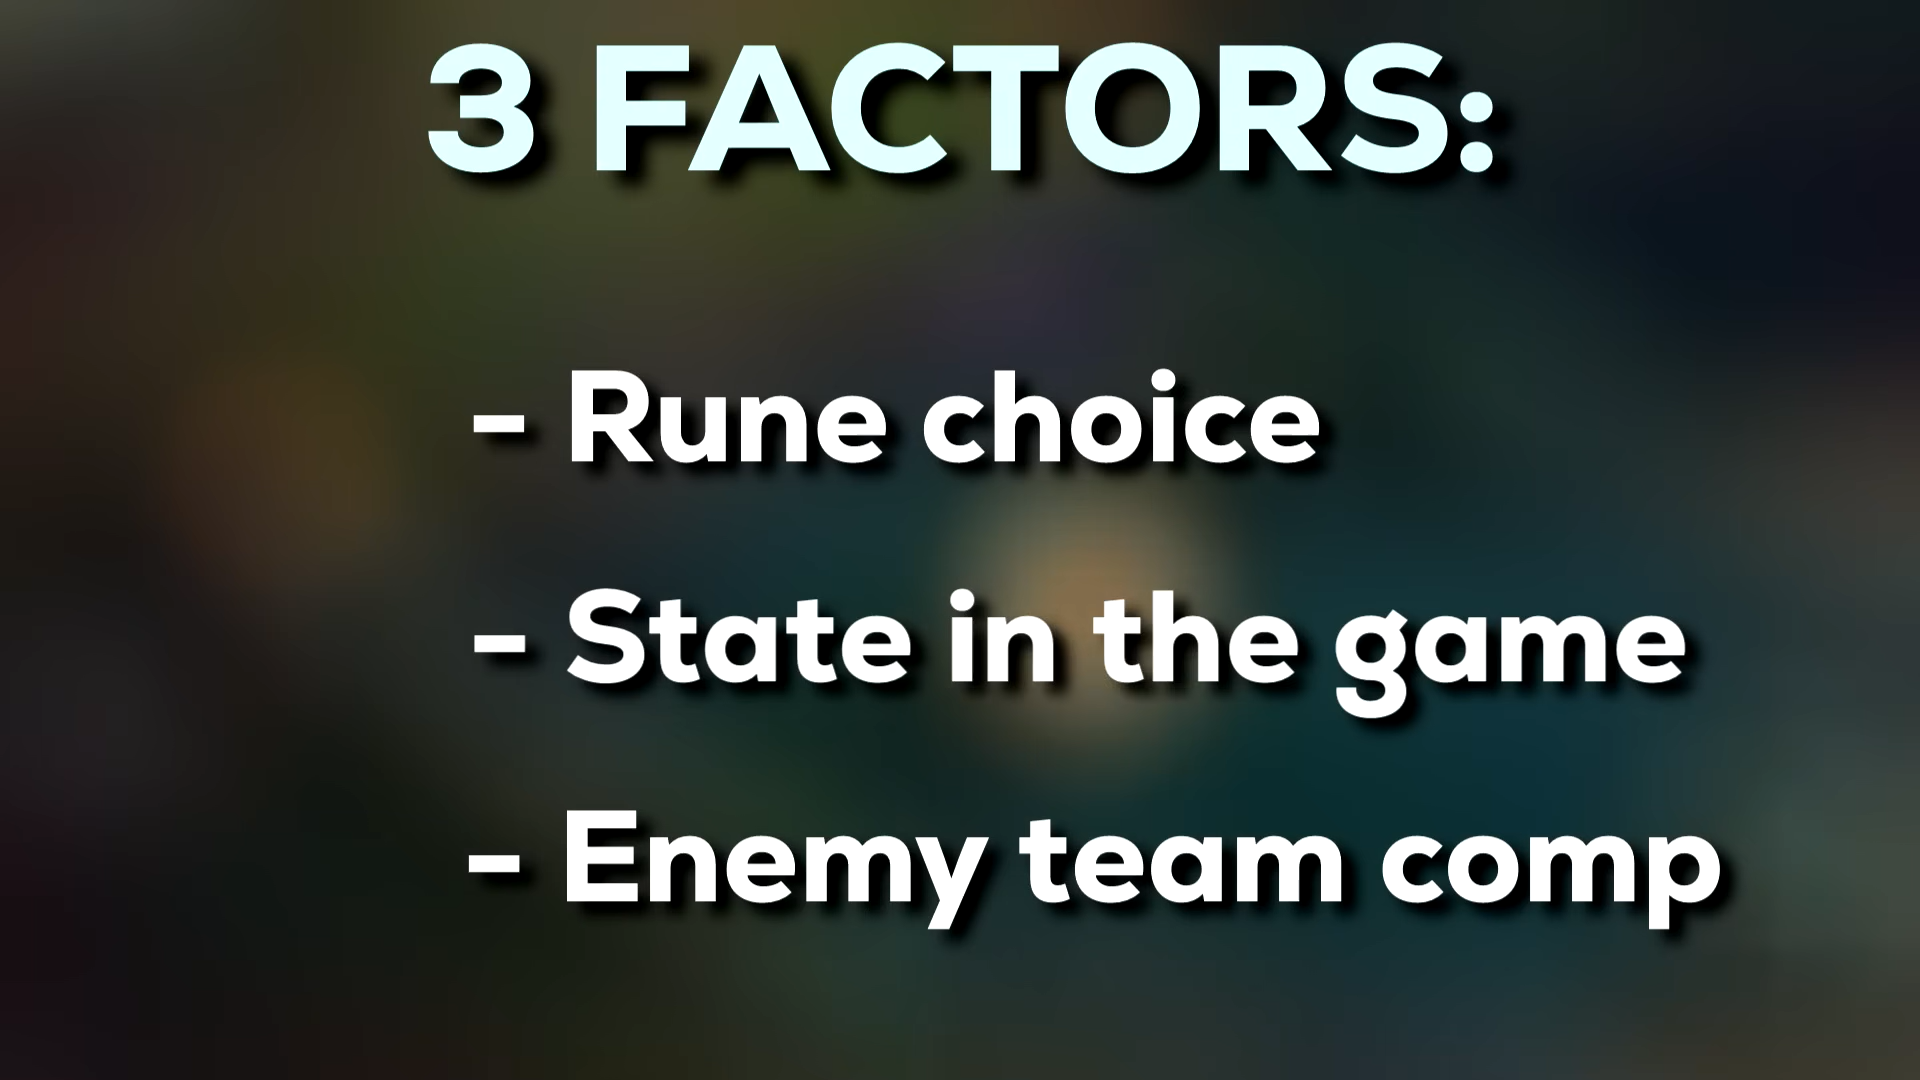 3 FACTORS:
- Rune choice
- State in the game
- Enemy team comp